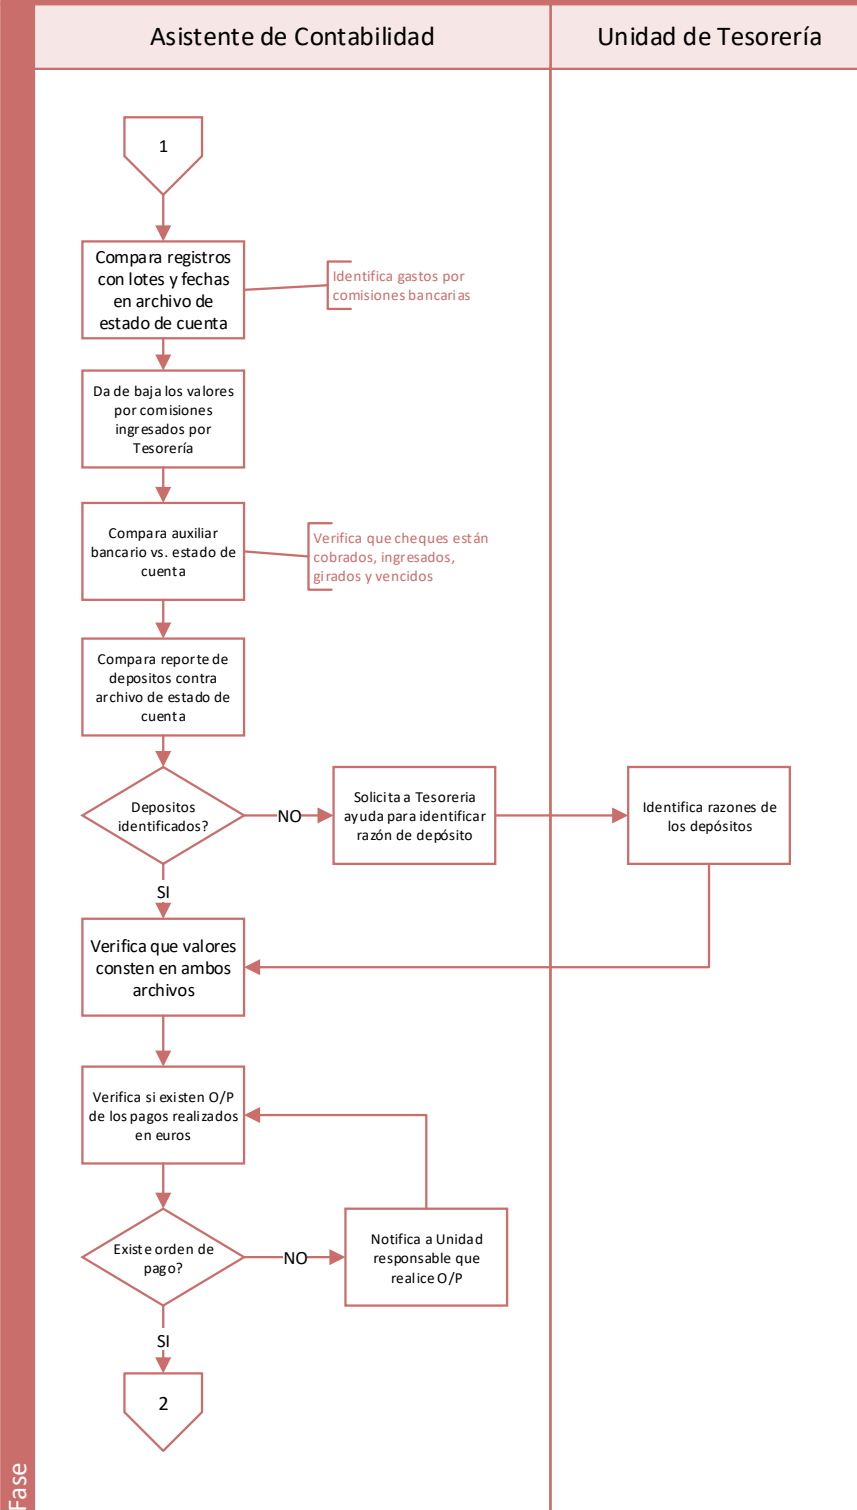 Asistente de Contabilidad
Unidad de Tesorería
1
Compara registros
con lotes y fechas
en archivo de
estado de cuenta
Identifica gastos por
comisiones bancarias
Da de baja los valores
por comisiones
ingresados por
Tesorería
Compara auxiliar
bancario vs. estado de
cuenta
Verifica que cheques están
cobrados, ingresados,
girados y vencidos
Compara reporte de
depositos contra
archivo de estado de
cuenta
Depositos
identificados?
NO
Solicita a Tesoreria
ayuda para identificar
razón de depósito
Identifica razones de
los depósitos
SI
Verifica que valores
consten en ambos
archivos
Verifica si existen O/P
de los pagos realizados
en euros
Existe orden de
pago?
NO
Notifica a Unidad
responsable que
realice O/P
SI
2
Fase